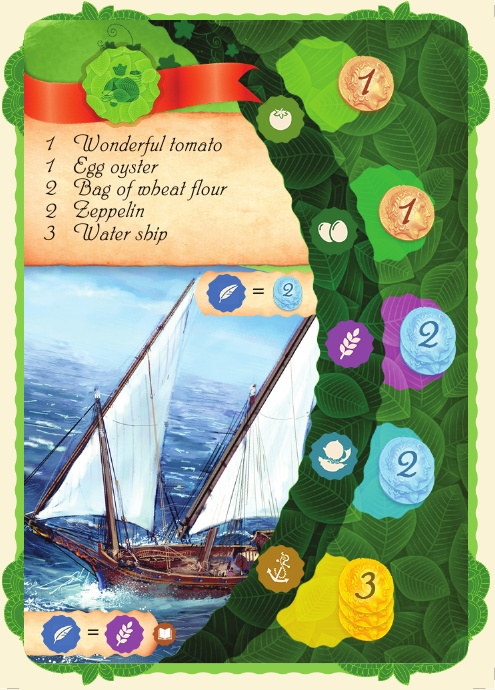 1 Wonderful tomato
1 Egg oyster
2 Bag of wheat flour
2 Zeppelin
3 Water ship
1
1
= 2
2
2
3
=